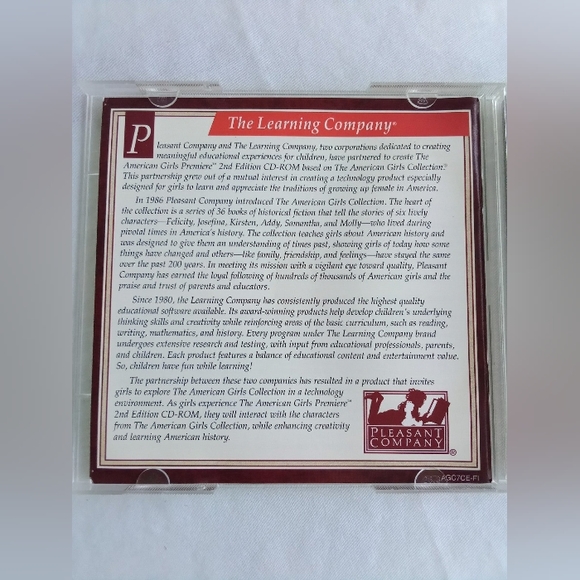 The Learning Company®
Pleasant Company and The Learning Company, two corporations dedicated to creating
meaningful educational experiences for children, have partnered to create The
American Girls Premiere™ 2nd Edition CD-ROM based on The American Girls Collection®.
This partnership grew out of a mutual interest in creating a technology product especially
designed for girls to learn and appreciate the traditions of growing up female in America.
In 1986 Pleasant Company introduced The American Girls Collection. The heart of
the collection is a series of 36 books of historical fiction that tell the stories of six lively
characters—Felicity, Josefina, Kirsten, Addy, Samantha, and Molly—who lived during
pivotal times in America's history. The collection teaches girls about American history and
was designed to give them an understanding of times past, showing girls of today how some
things have changed and others—like family, friendship, and feelings—have stayed the same
over the past 200 years. In meeting its mission with a vigilant eye toward quality, Pleasant
Company has earned the loyal following of hundreds of thousands of American girls and the
praise and trust of parents and educators.
Since 1980, the Learning Company has consistently produced the highest quality
educational software available. Its award-winning products help develop children's underlying
thinking skills and creativity while reinforcing areas of the basic curriculum, such as reading,
writing, mathematics, and history. Every program under The Learning Company brand
undergoes extensive research and testing, with input from educational professionals, parents,
and children. Each product features a balance of educational content and entertainment value.
So, children have fun while learning!
The partnership between these two companies has resulted in a product that invites
girls to explore The American Girls Collection in a technology
environment. As girls experience The American Girls Premiere™
2nd Edition CD-ROM, they will interact with the characters
from The American Girls Collection, while enhancing creativity
and learning American history.
PLEASANT
COMPANY®
AGC7CE-FI